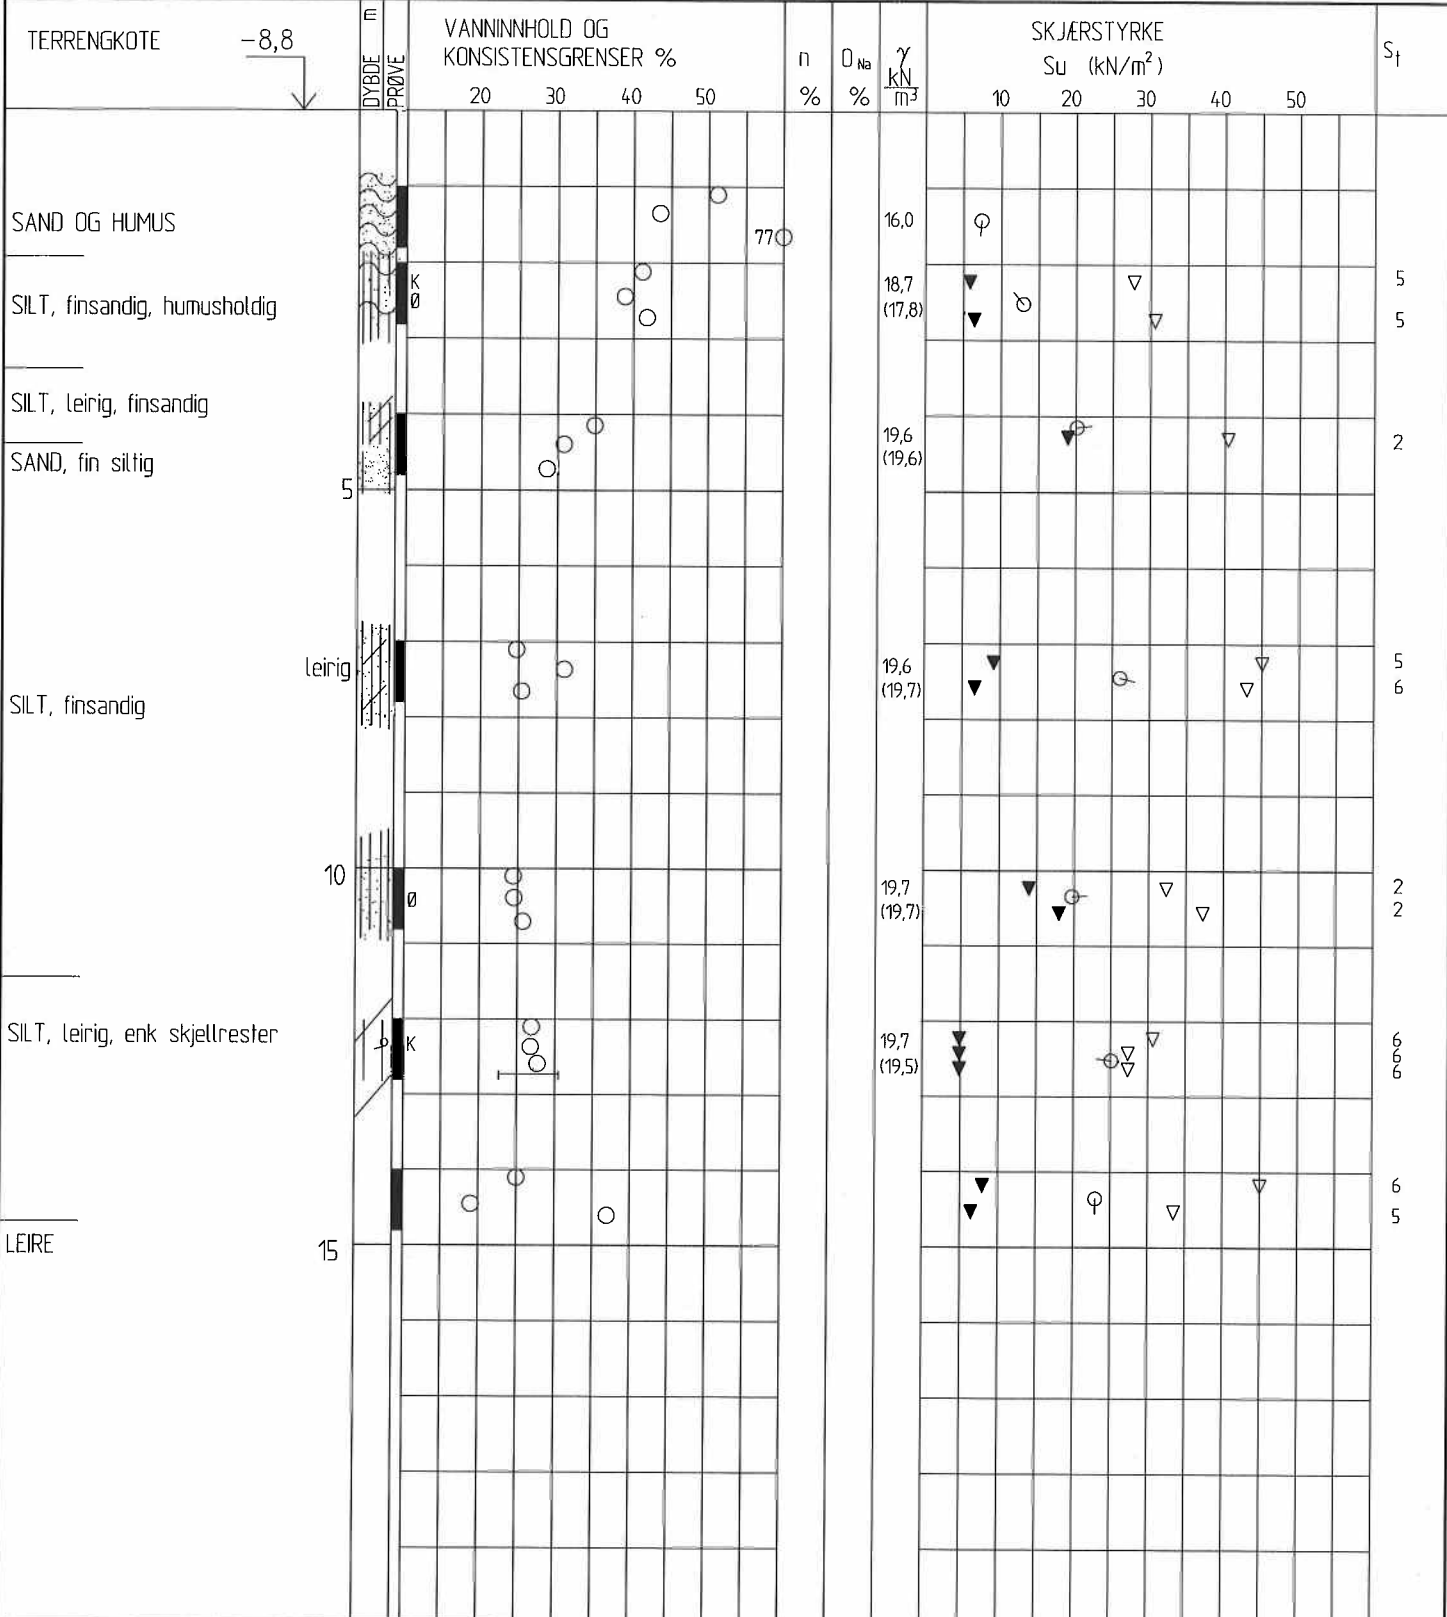 TERRENGKOTE -8,8
m
DYBDE
PRØVE
VANNINNHOLD OG
KONSISTENSGRENSER %
20 30 40 50
n
%
O Na
%
γ
kN
m³
SKJÆRSTYRKE
Su (kN/m²)
10 20 30 40 50
St
SAND OG HUMUS
77
16,0
SILT, finsandig, humusholdig
K
Ø
18,7
(17,8)
5
5
SILT, leirig, finsandig
19,6
(19,6)
2
SAND, fin siltig
5
leirig
19,6
(19,7)
5
6
SILT, finsandig
10
Ø
19,7
(19,7)
2
2
SILT, leirig, enk skjellrester
K
19,7
(19,5)
6
6
6
6
5
LEIRE
15